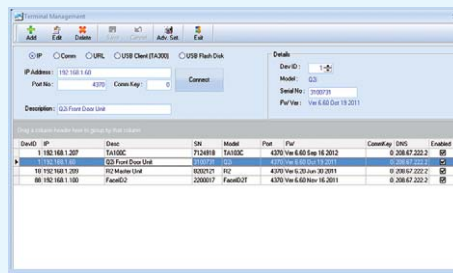 Terminal Management
Add Edit Delete Save Cancel Adv. Set. Exit
IP Comm URL USB Client (TA300) USB Flash Disk
IP Address : 192.168.1.60
Port No. : 4370 Comm Key : 0
Connect
Description : Q2i Front Door Unit
Details
Dev ID : 1
Model : Q2i
Serial No : 3100731
Fw Ver : Ver 6.60 Oct 19 2011
Drag a column header here to group by that column
DevID IP Desc SN Model Port FW CommKey DNS Enabled
1 192.168.1.207 TA100C 7124918 TA103C 4370 Ver 6.60 Sep 16 2012 0 208.67.222.2
1 192.168.1.60 Q2i Front Door Unit 3100731 Q2i 4370 Ver 6.60 Oct 19 2011 0 208.67.222.2
10 192.168.1.209 R2 Master Unit 8202121 R2 4370 Ver 6.20 Jun 30 2011 0 208.67.222.2
88 192.168.1.100 FaceID2 2200017 FaceID2T 4370 Ver 6.60 Nov 16 2011 0 208.67.222.2